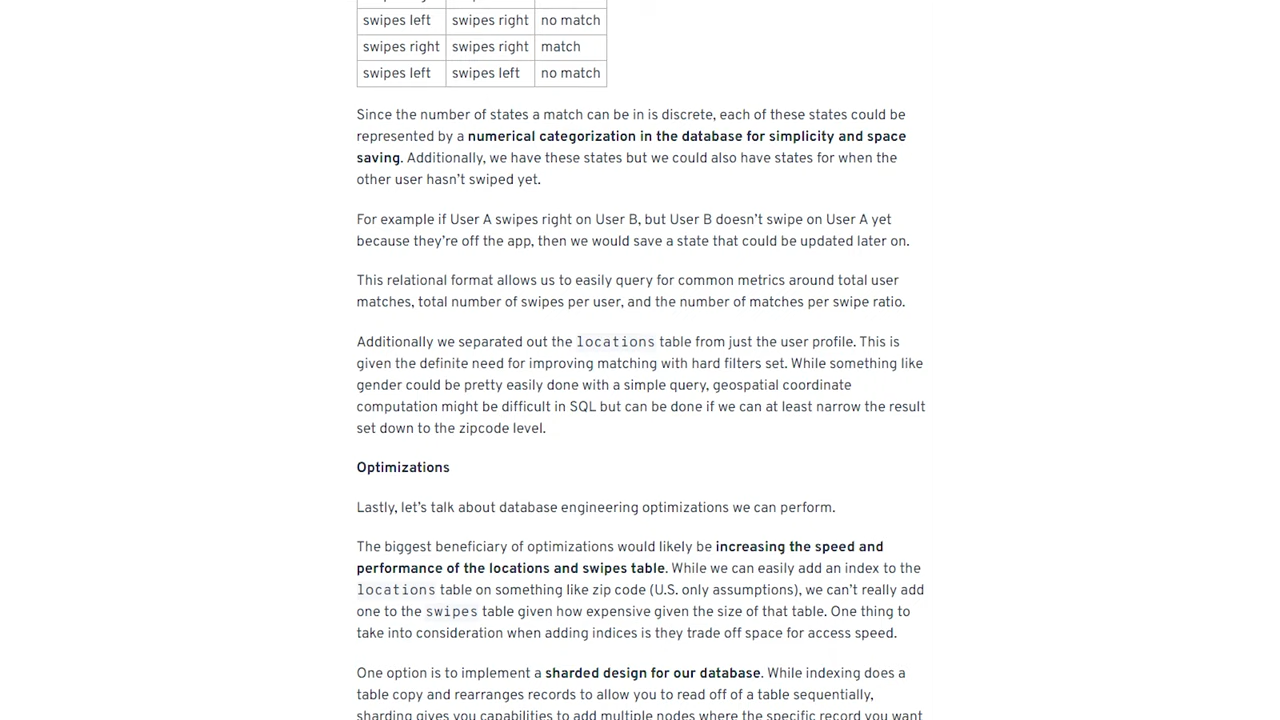 swipes left swipes right no match
swipes right swipes right match
swipes left swipes left no match
Since the number of states a match can be in is discrete, each of these states could be
represented by a numerical categorization in the database for simplicity and space
saving. Additionally, we have these states but we could also have states for when the
other user hasn't swiped yet.
For example if User A swipes right on User B, but User B doesn't swipe on User A yet
because they're off the app, then we would save a state that could be updated later on.
This relational format allows us to easily query for common metrics around total user
matches, total number of swipes per user, and the number of matches per swipe ratio.
Additionally we separated out the locations table from just the user profile. This is
given the definite need for improving matching with hard filters set. While something like
gender could be pretty easily done with a simple query, geospatial coordinate
computation might be difficult in SQL but can be done if we can at least narrow the result
set down to the zipcode level.
Optimizations
Lastly, let's talk about database engineering optimizations we can perform.
The biggest beneficiary of optimizations would likely be increasing the speed and
performance of the locations and swipes table. While we can easily add an index to the
locations table on something like zip code (U.S. only assumptions), we can't really add
one to the swipes table given how expensive given the size of that table. One thing to
take into consideration when adding indices is they trade off space for access speed.
One option is to implement a sharded design for our database. While indexing does a
table copy and rearranges records to allow you to read off of a table sequentially,
sharding gives you capabilities to add multiple nodes where the specific record you want